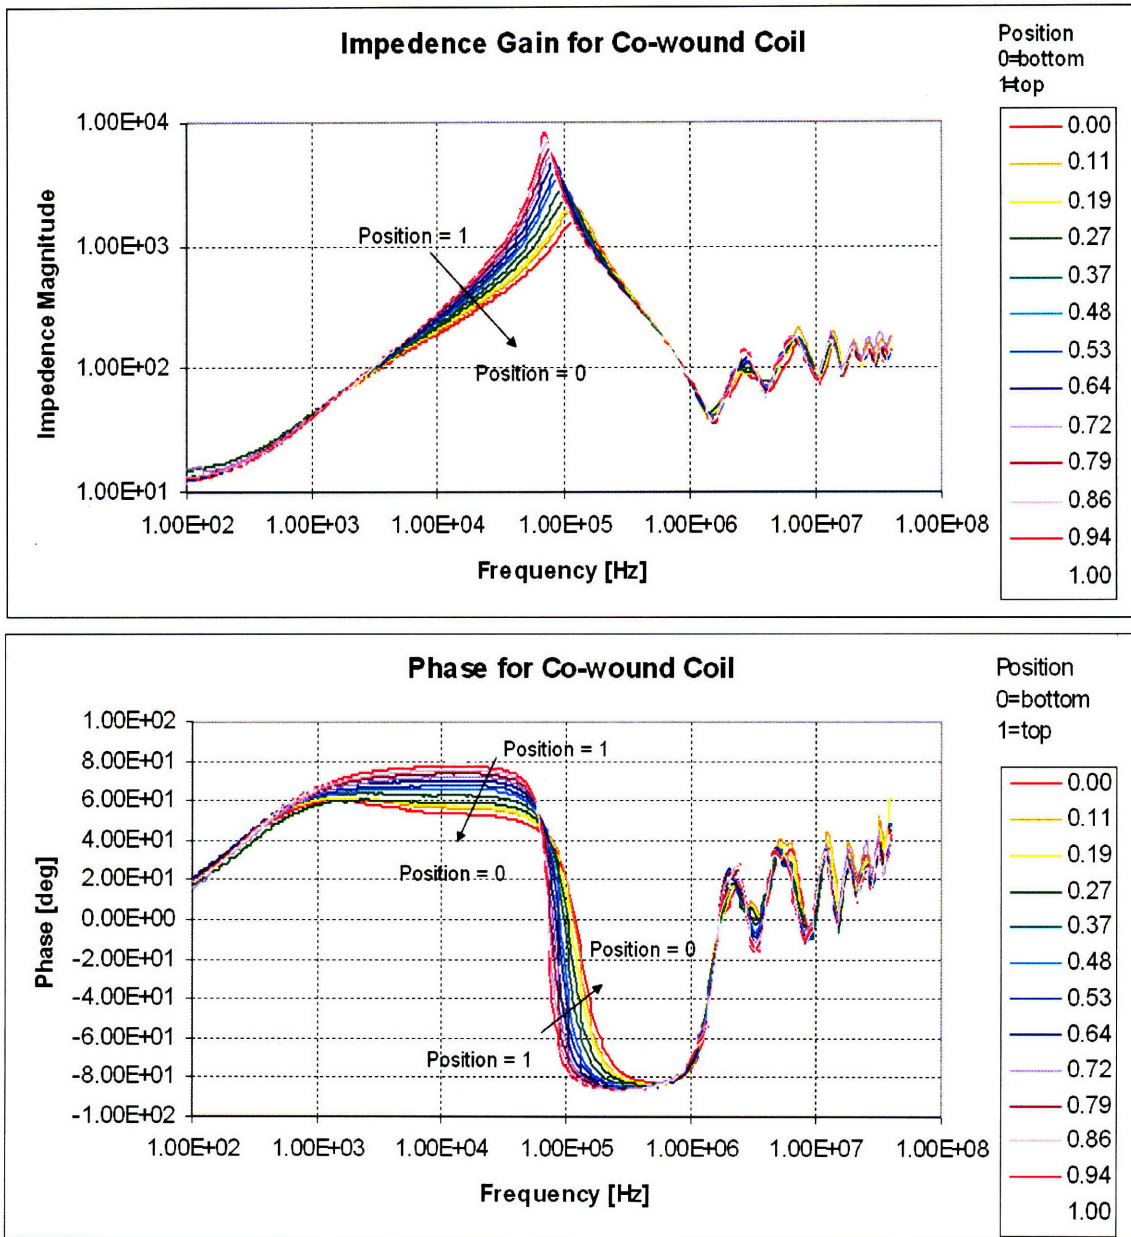 Impedence Gain for Co-wound Coil
Position
0=bottom
1=top
1.00E+04
1.00E+03
1.00E+02
1.00E+01
Impedence Magnitude
Position = 1
Position = 0
1.00E+02 1.00E+03 1.00E+04 1.00E+05 1.00E+06 1.00E+07 1.00E+08
Frequency [Hz]
0.00
0.11
0.19
0.27
0.37
0.48
0.53
0.64
0.72
0.79
0.86
0.94
1.00
Phase for Co-wound Coil
Position
0=bottom
1=top
1.00E+02
8.00E+01
6.00E+01
4.00E+01
2.00E+01
0.00E+00
-2.00E+01
-4.00E+01
-6.00E+01
-8.00E+01
-1.00E+02
Phase [deg]
Position = 1
Position = 0
Position = 0
Position = 1
1.00E+02 1.00E+03 1.00E+04 1.00E+05 1.00E+06 1.00E+07 1.00E+08
Frequency [Hz]
0.00
0.11
0.19
0.27
0.37
0.48
0.53
0.64
0.72
0.79
0.86
0.94
1.00